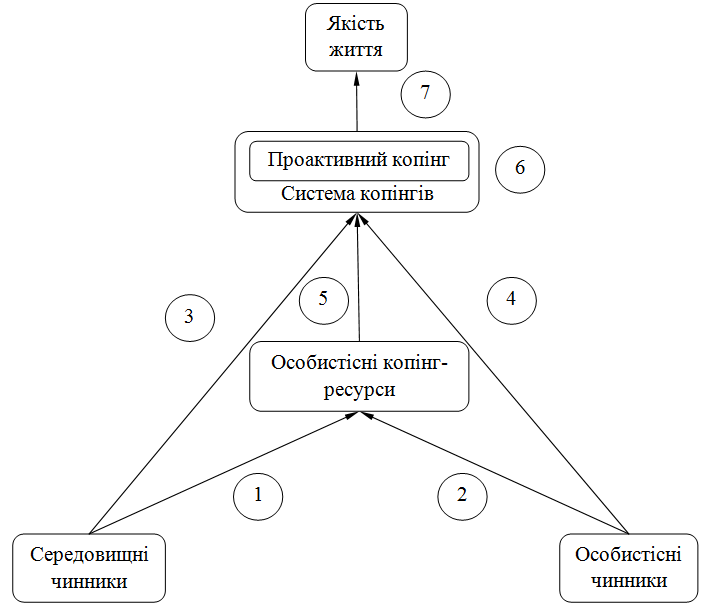 Якість
життя
7
Проактивний копінг
Система копінгів
6
3
5
4
Особистісні копінг-
ресурси
1
2
Середовищні
чинники
Особистісні
чинники